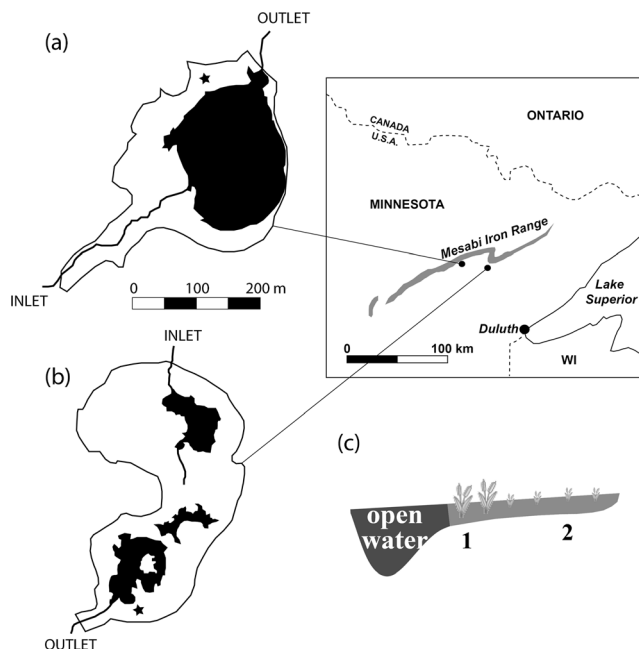 (a)
OUTLET
INLET
0 100 200 m
(b)
INLET
OUTLET
ONTARIO
CANADA
U.S.A.
MINNESOTA
Mesabi Iron Range
Lake
Superior
Duluth
WI
0 100 km
(c)
open
water
1
2